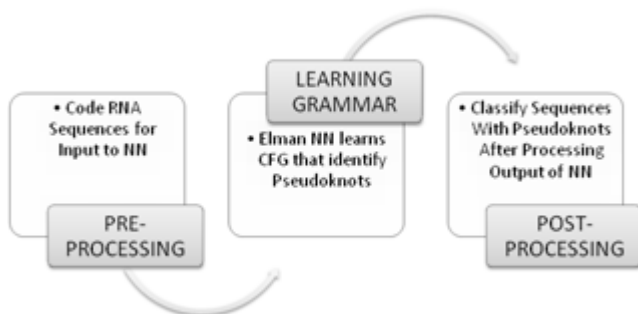 • Code RNA
Sequences for
Input to NN
PRE-
PROCESSING
LEARNING
GRAMMAR
• Elman NN learns
CFG that identify
Pseudoknots
• Classify Sequences
With Pseudoknots
After Processing
Output of NN
POST-
PROCESSING